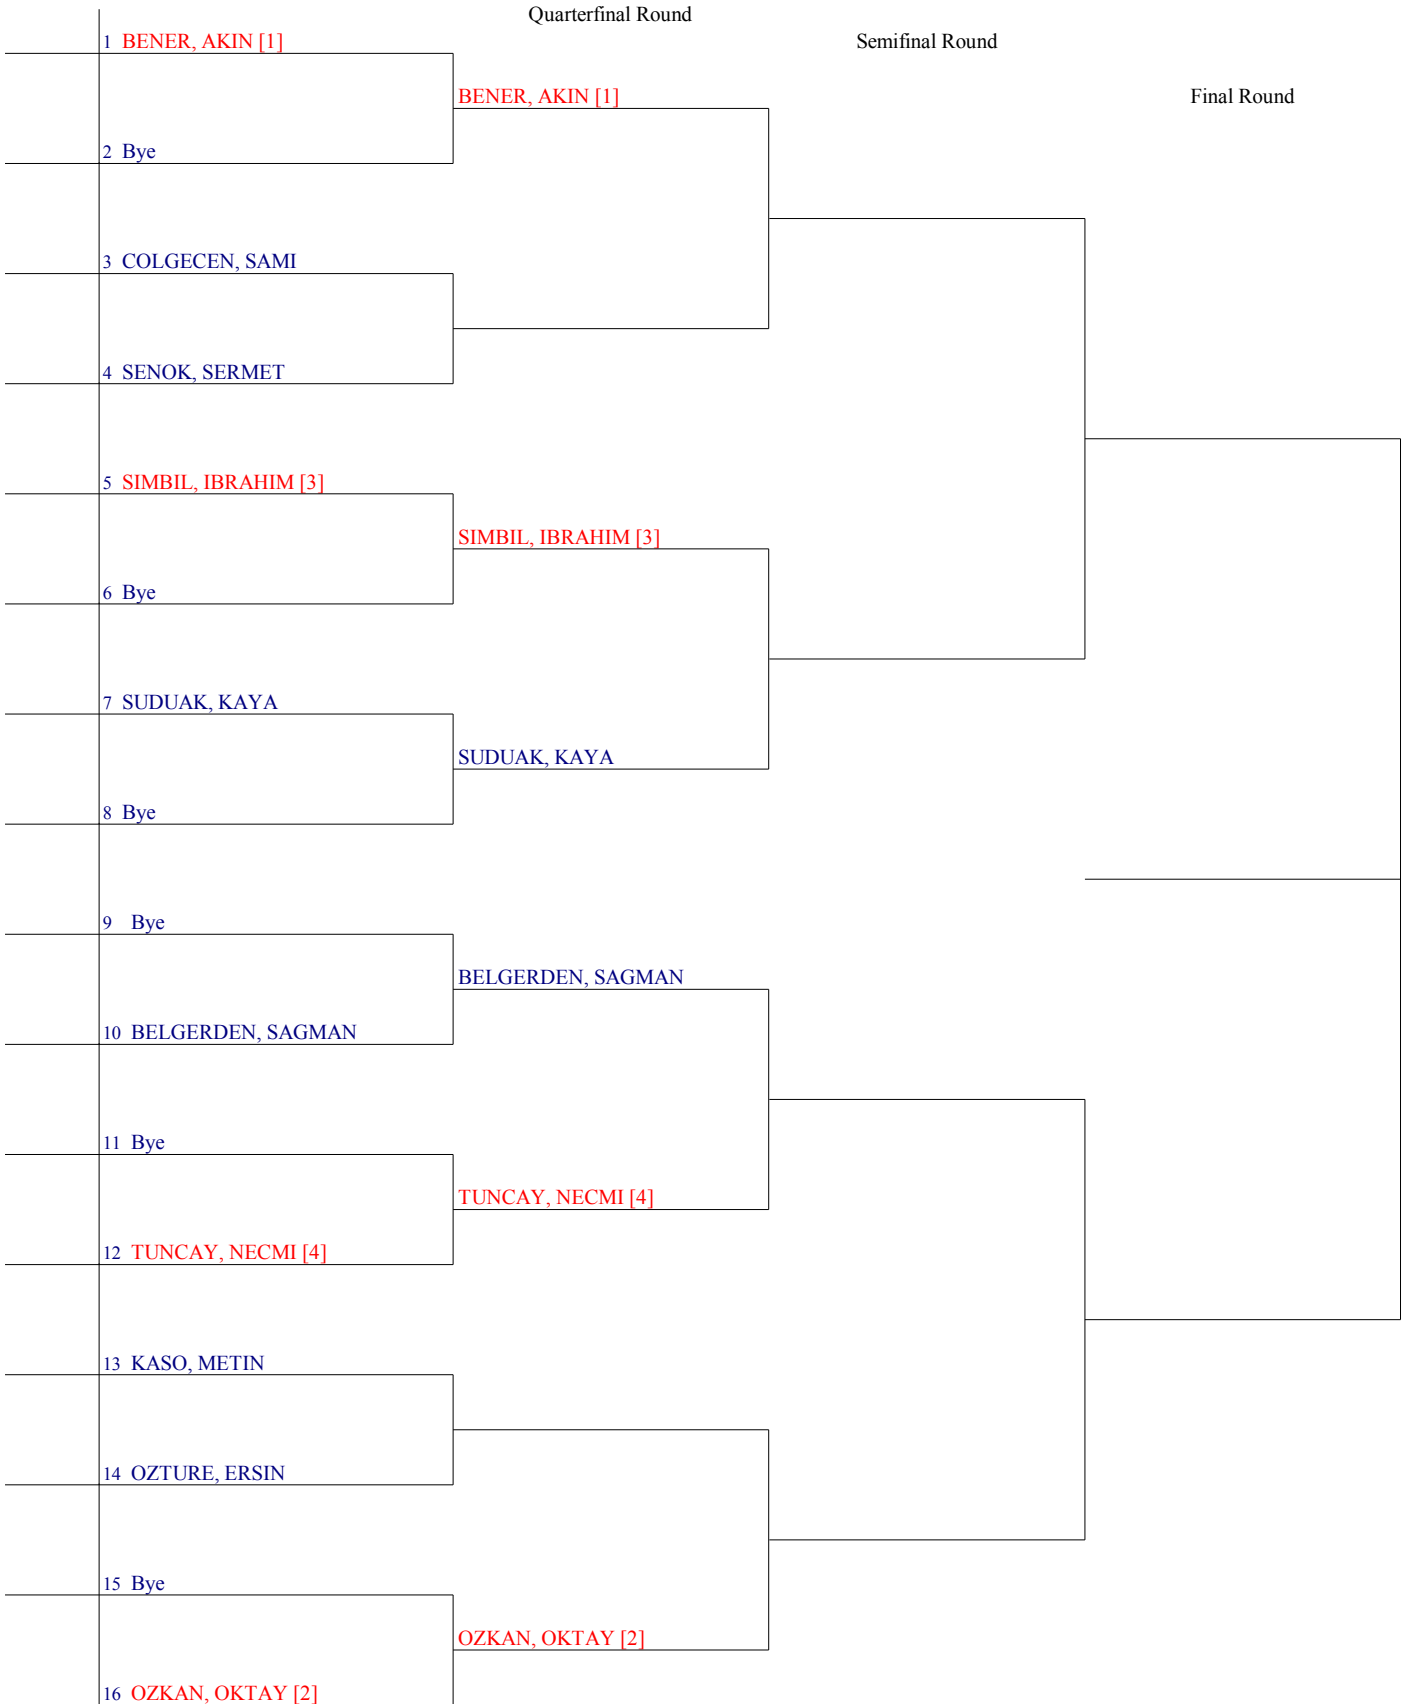 Quarterfinal Round
1 BENER, AKIN [1]
Semifinal Round
BENER, AKIN [1]
Final Round
2 Bye
3 COLGECEN, SAMI
4 SENOK, SERMET
5 SIMBIL, IBRAHIM [3]
SIMBIL, IBRAHIM [3]
6 Bye
7 SUDUAK, KAYA
SUDUAK, KAYA
8 Bye
9 Bye
BELGERDEN, SAGMAN
10 BELGERDEN, SAGMAN
11 Bye
TUNCAY, NECMI [4]
12 TUNCAY, NECMI [4]
13 KASO, METIN
14 OZTURE, ERSIN
15 Bye
OZKAN, OKTAY [2]
16 OZKAN, OKTAY [2]